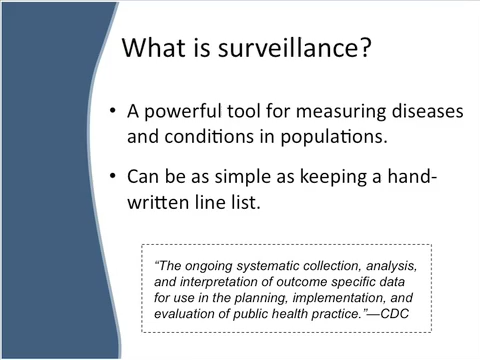 What is surveillance?
• A powerful tool for measuring diseases
and conditions in populations.
• Can be as simple as keeping a hand-
written line list.
“The ongoing systematic collection, analysis,
and interpretation of outcome specific data
for use in the planning, implementation, and
evaluation of public health practice.”—CDC